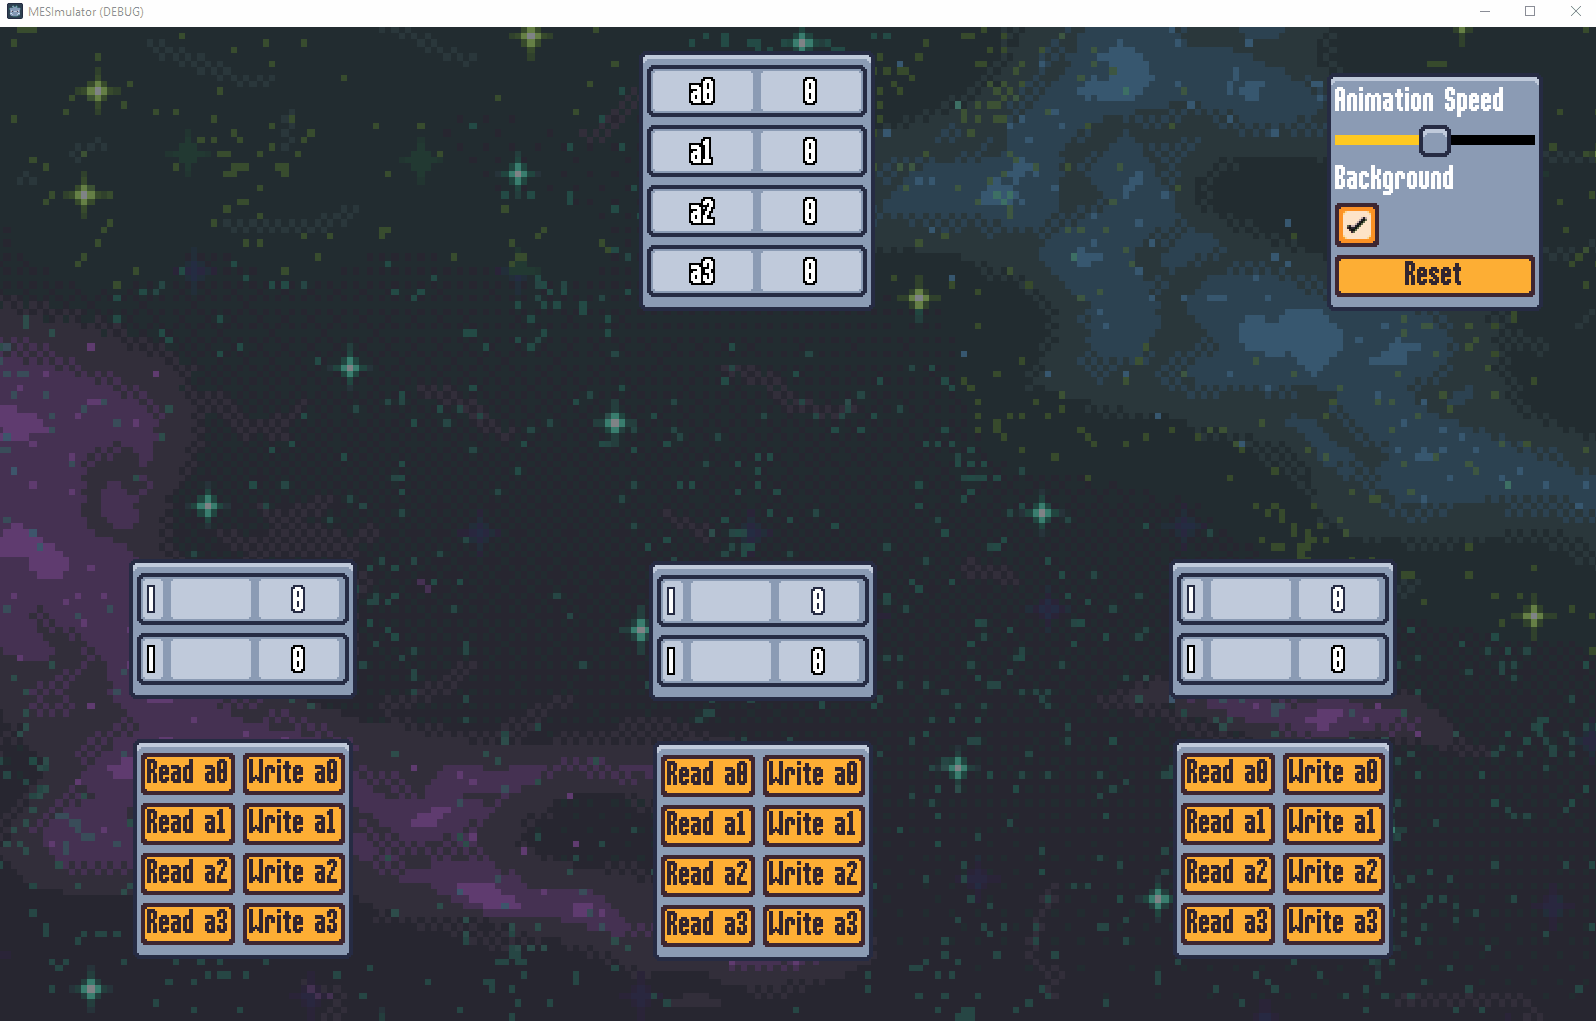 MESImulator (DEBUG)
a0 0
a1 0
a2 0
a3 0
Animation Speed
Background
Reset
I 0
I 0
I 0
I 0
I 0
I 0
Read a0 Write a0
Read a1 Write a1
Read a2 Write a2
Read a3 Write a3
Read a0 Write a0
Read a1 Write a1
Read a2 Write a2
Read a3 Write a3
Read a0 Write a0
Read a1 Write a1
Read a2 Write a2
Read a3 Write a3